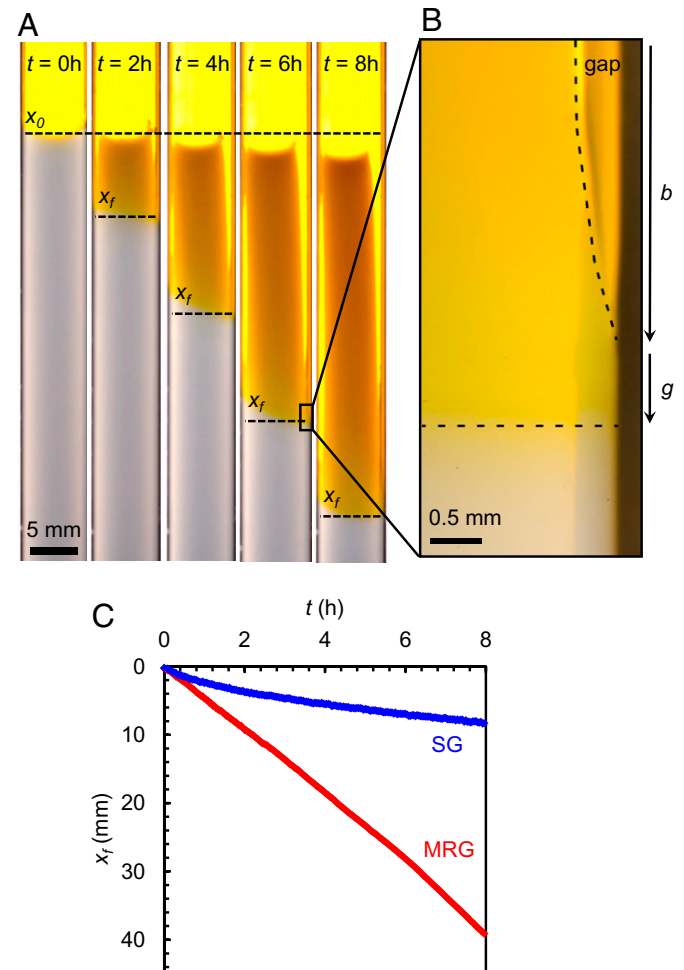 A
t = 0h t = 2h t = 4h t = 6h t = 8h
x0
xf
xf
xf
xf
5 mm
B
gap
b
g
0.5 mm
C
t (h)
0 2 4 6 8
0
10
20
30
40
xf (mm)
SG
MRG